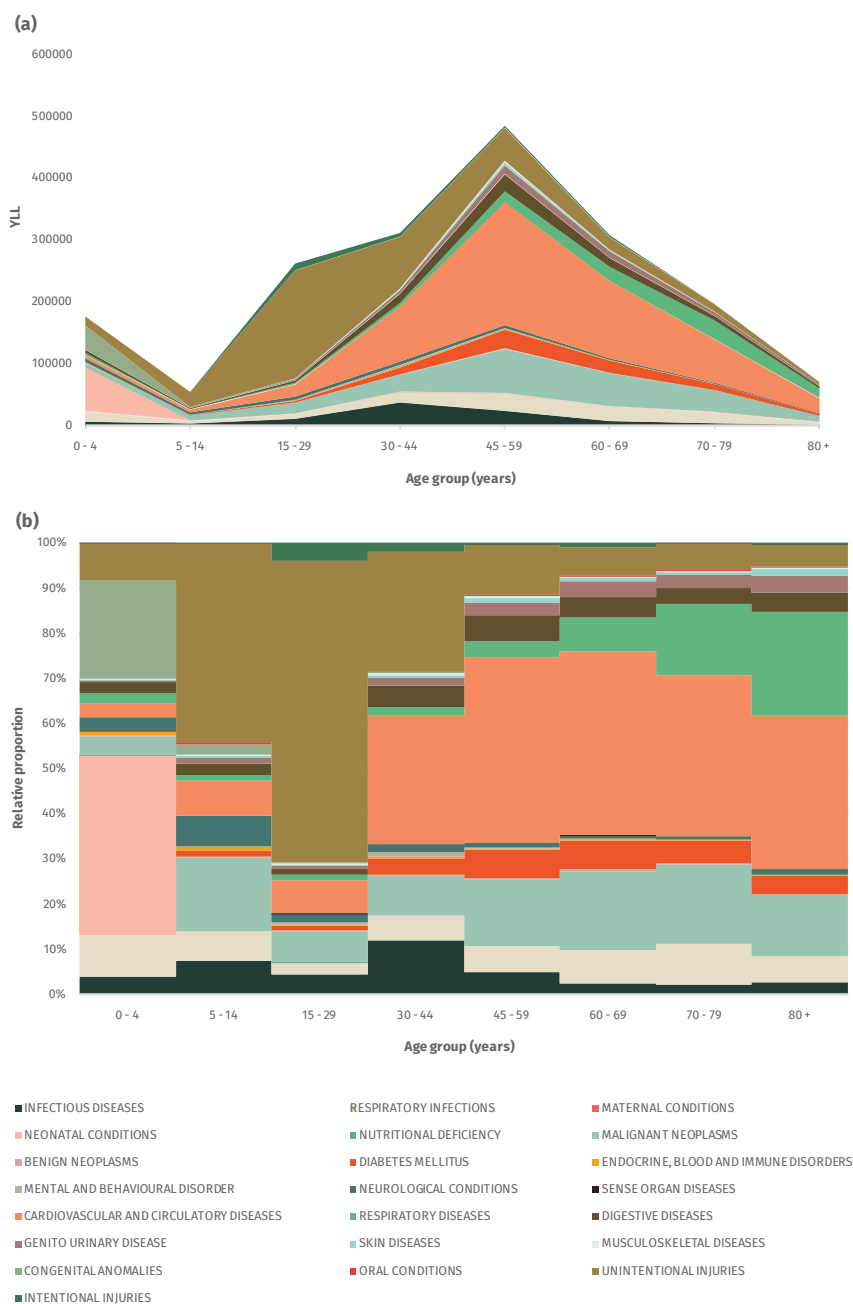 (a)
600000
500000
400000
300000
200000
100000
0
YLL
0 - 4 5 - 14 15 - 29 30 - 44 45 - 59 60 - 69 70 - 79 80 +
Age group (years)
(b)
100%
90%
80%
70%
60%
50%
40%
30%
20%
10%
0%
Relative proportion
0 - 4 5 - 14 15 - 29 30 - 44 45 - 59 60 - 69 70 - 79 80 +
Age group (years)
INFECTIOUS DISEASES RESPIRATORY INFECTIONS MATERNAL CONDITIONS
NEONATAL CONDITIONS NUTRITIONAL DEFICIENCY MALIGNANT NEOPLASMS
BENIGN NEOPLASMS DIABETES MELLITUS ENDOCRINE, BLOOD AND IMMUNE DISORDERS
MENTAL AND BEHAVIOURAL DISORDER NEUROLOGICAL CONDITIONS SENSE ORGAN DISEASES
CARDIOVASCULAR AND CIRCULATORY DISEASES RESPIRATORY DISEASES DIGESTIVE DISEASES
GENITO URINARY DISEASE SKIN DISEASES MUSCULOSKELETAL DISEASES
CONGENITAL ANOMALIES ORAL CONDITIONS UNINTENTIONAL INJURIES
INTENTIONAL INJURIES